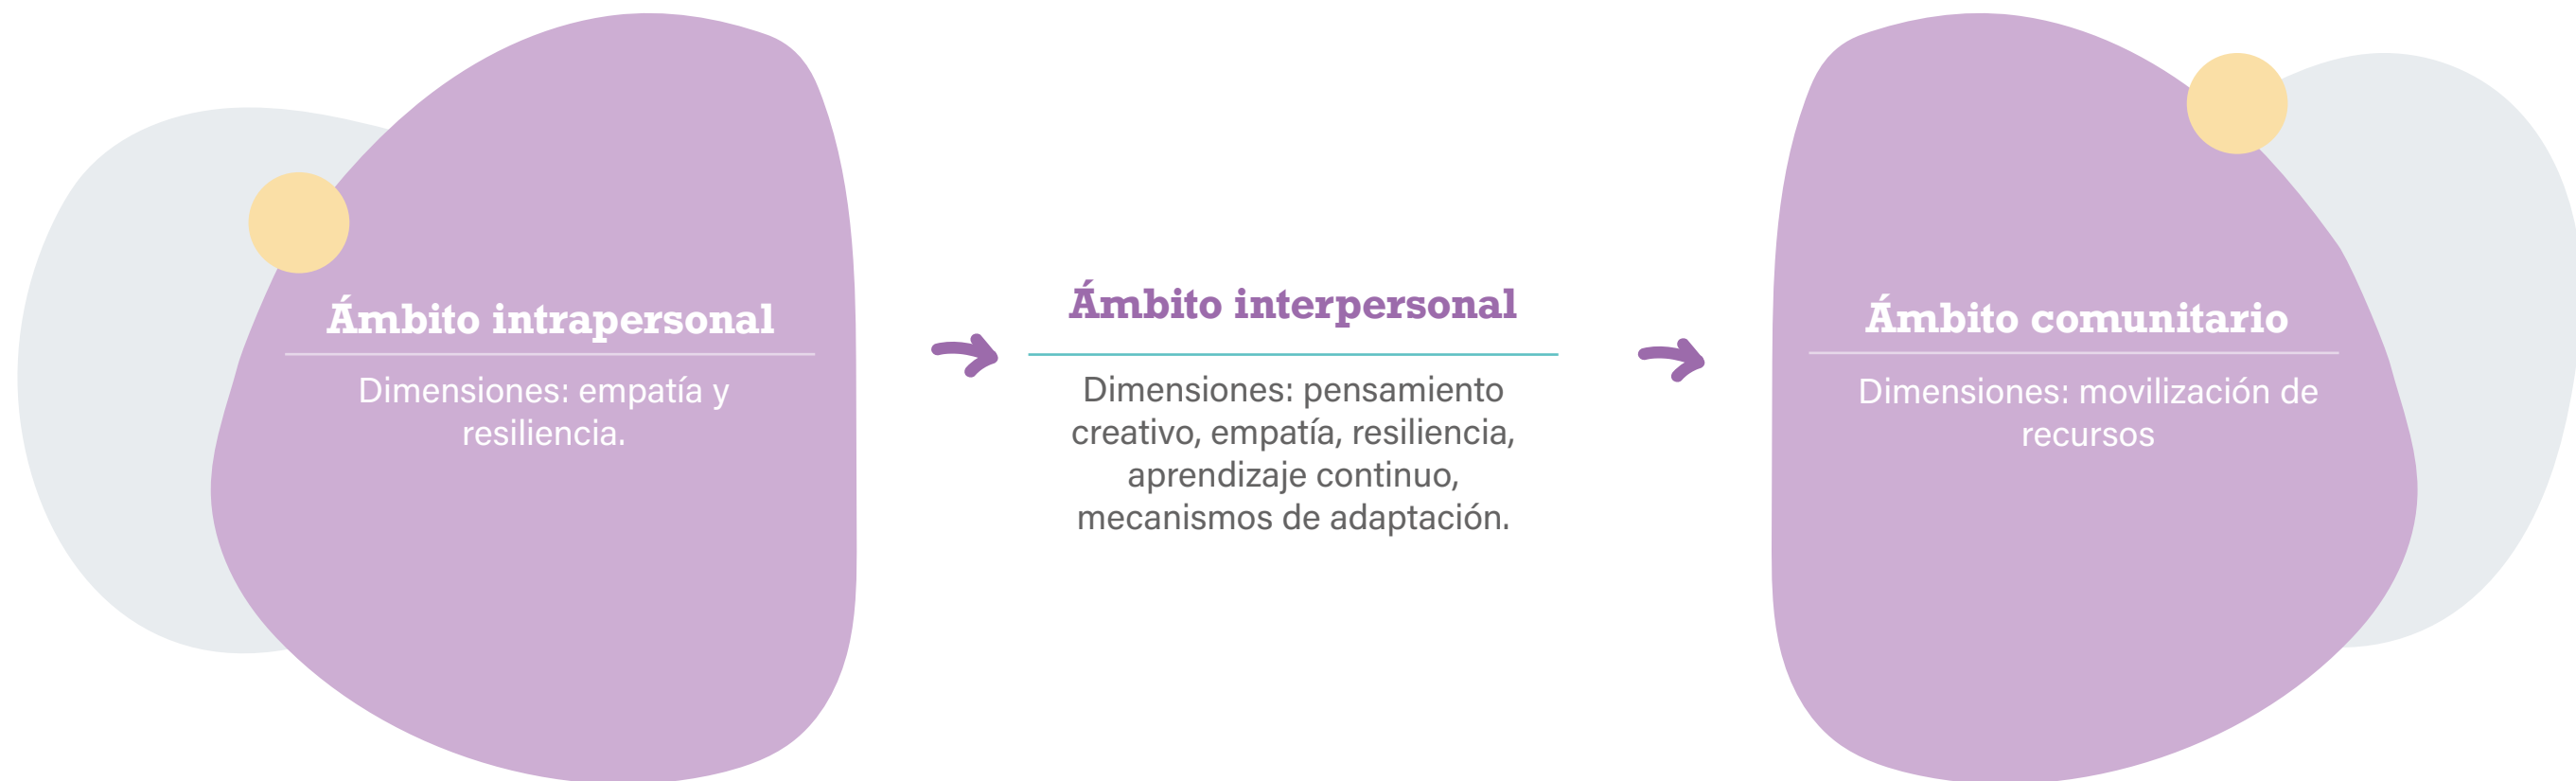 Ámbito intrapersonal
Dimensiones: empatía y
resiliencia.
Ámbito interpersonal
Dimensiones: pensamiento
creativo, empatía, resiliencia,
aprendizaje continuo,
mecanismos de adaptación.
Ámbito comunitario
Dimensiones: movilización de
recursos